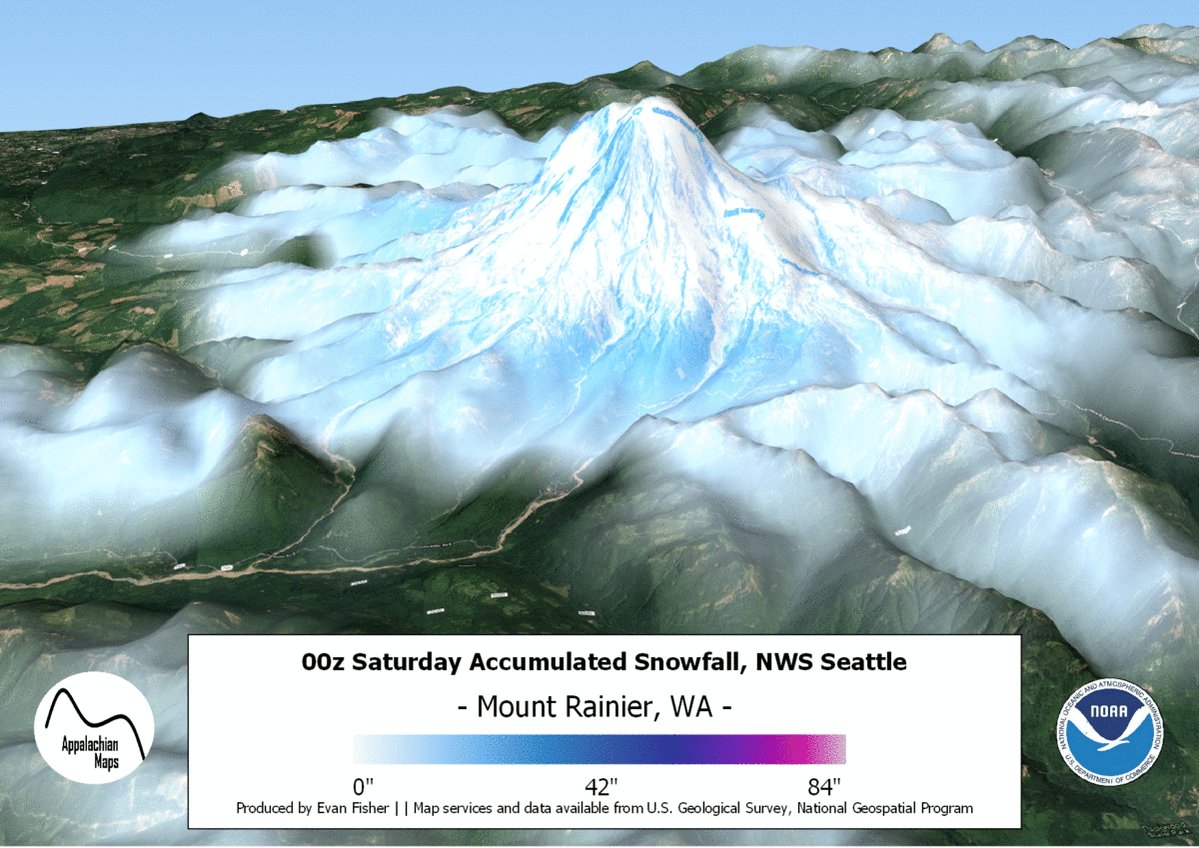 00z Saturday Accumulated Snowfall, NWS Seattle
- Mount Rainier, WA -
0" 42" 84"
Produced by Evan Fisher || Map services and data available from U.S. Geological Survey, National Geospatial Program
Appalachian
Maps
NATIONAL OCEANIC AND ATMOSPHERIC ADMINISTRATION
NOAA
U.S. DEPARTMENT OF COMMERCE